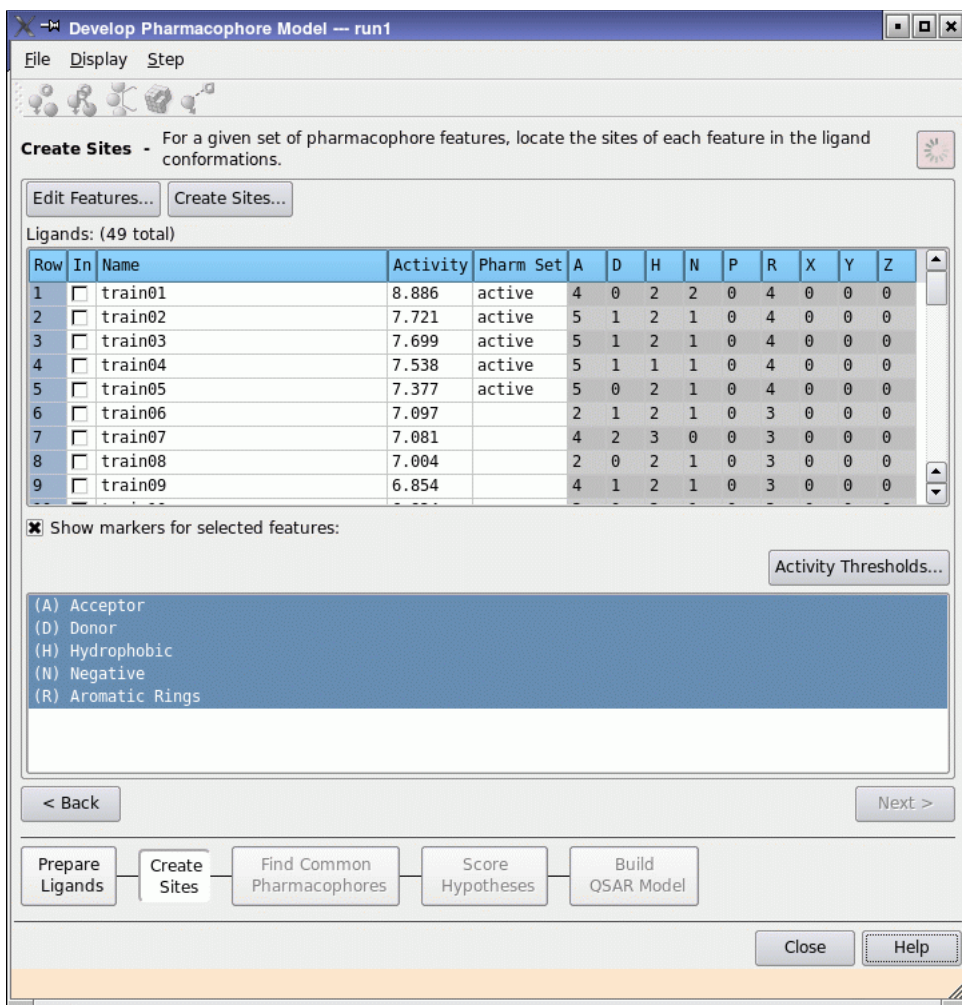 Develop Pharmacophore Model --- run1
File Display Step
Create Sites - For a given set of pharmacophore features, locate the sites of each feature in the ligand
conformations.
Edit Features... Create Sites...
Ligands: (49 total)
Row In Name Activity Pharm Set A D H N P R X Y Z
1 train01 8.886 active 4 0 2 2 0 4 0 0 0
2 train02 7.721 active 5 1 2 1 0 4 0 0 0
3 train03 7.699 active 5 1 2 1 0 4 0 0 0
4 train04 7.538 active 5 1 1 1 0 4 0 0 0
5 train05 7.377 active 5 0 2 1 0 4 0 0 0
6 train06 7.097 2 1 2 1 0 3 0 0 0
7 train07 7.081 4 2 3 0 0 3 0 0 0
8 train08 7.004 2 0 2 1 0 3 0 0 0
9 train09 6.854 4 1 2 1 0 3 0 0 0
Show markers for selected features:
Activity Thresholds...
(A) Acceptor
(D) Donor
(H) Hydrophobic
(N) Negative
(R) Aromatic Rings
< Back Next >
Prepare Ligands
Create Sites
Find Common Pharmacophores
Score Hypotheses
Build QSAR Model
Close Help